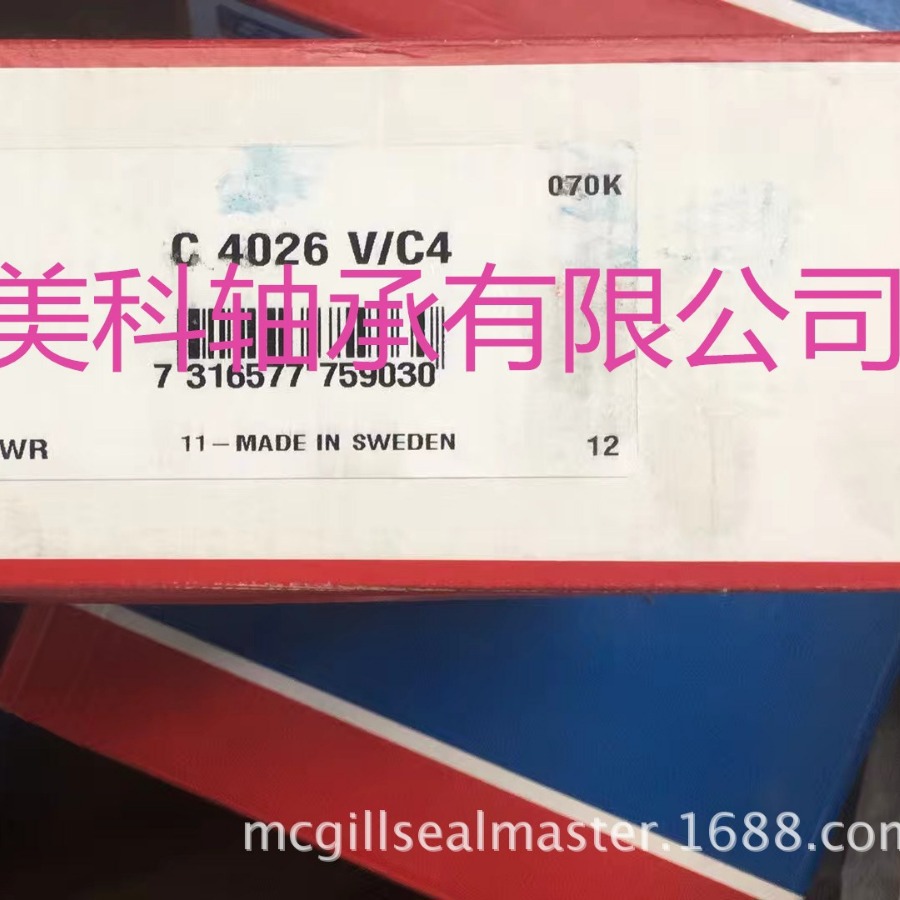 070K
C 4026 V/C4
美科轴承有限公司
7 316577 759030
WR
11－MADE IN SWEDEN
12
mcgillsealmaster.1688.co